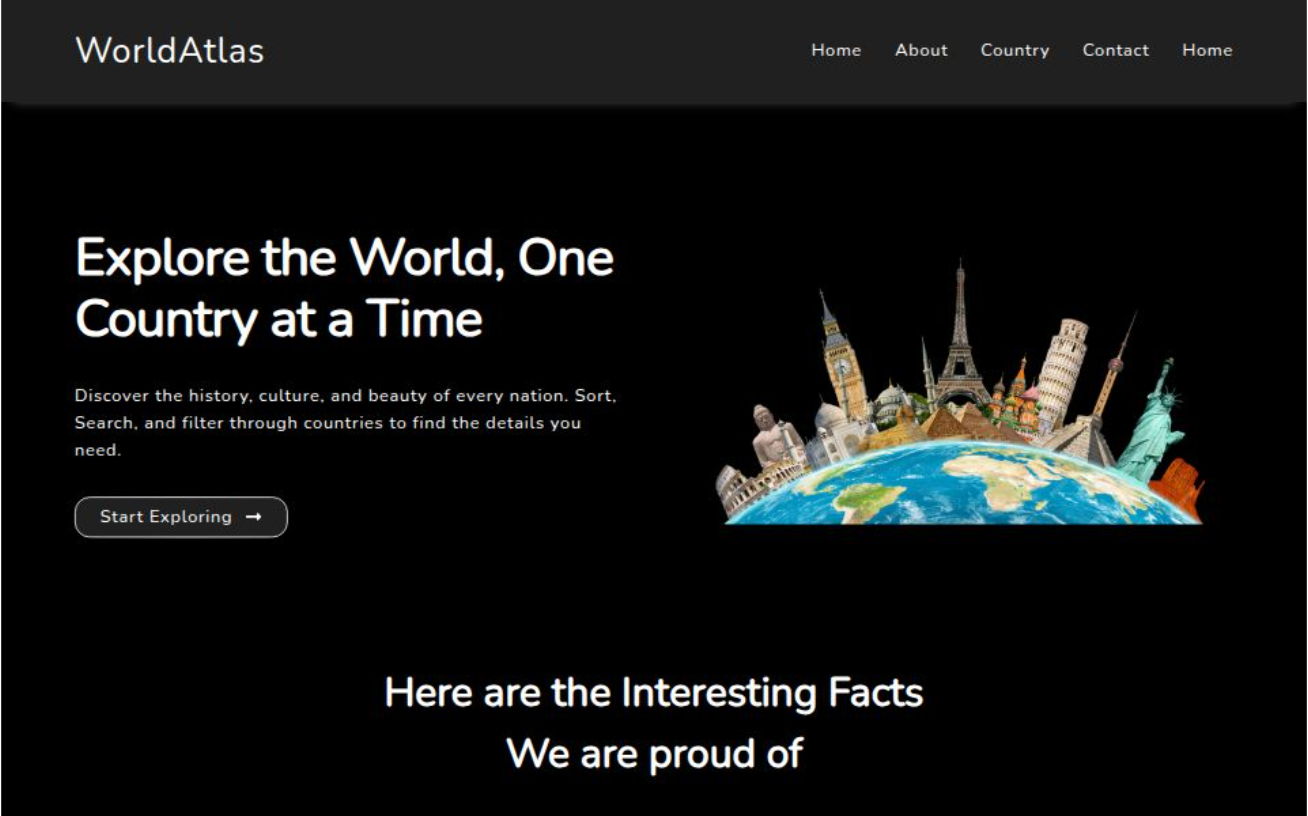 WorldAtlas
Home About Country Contact Home
Explore the World, One
Country at a Time
Discover the history, culture, and beauty of every nation. Sort,
Search, and filter through countries to find the details you
need.
Start Exploring
Here are the Interesting Facts
We are proud of